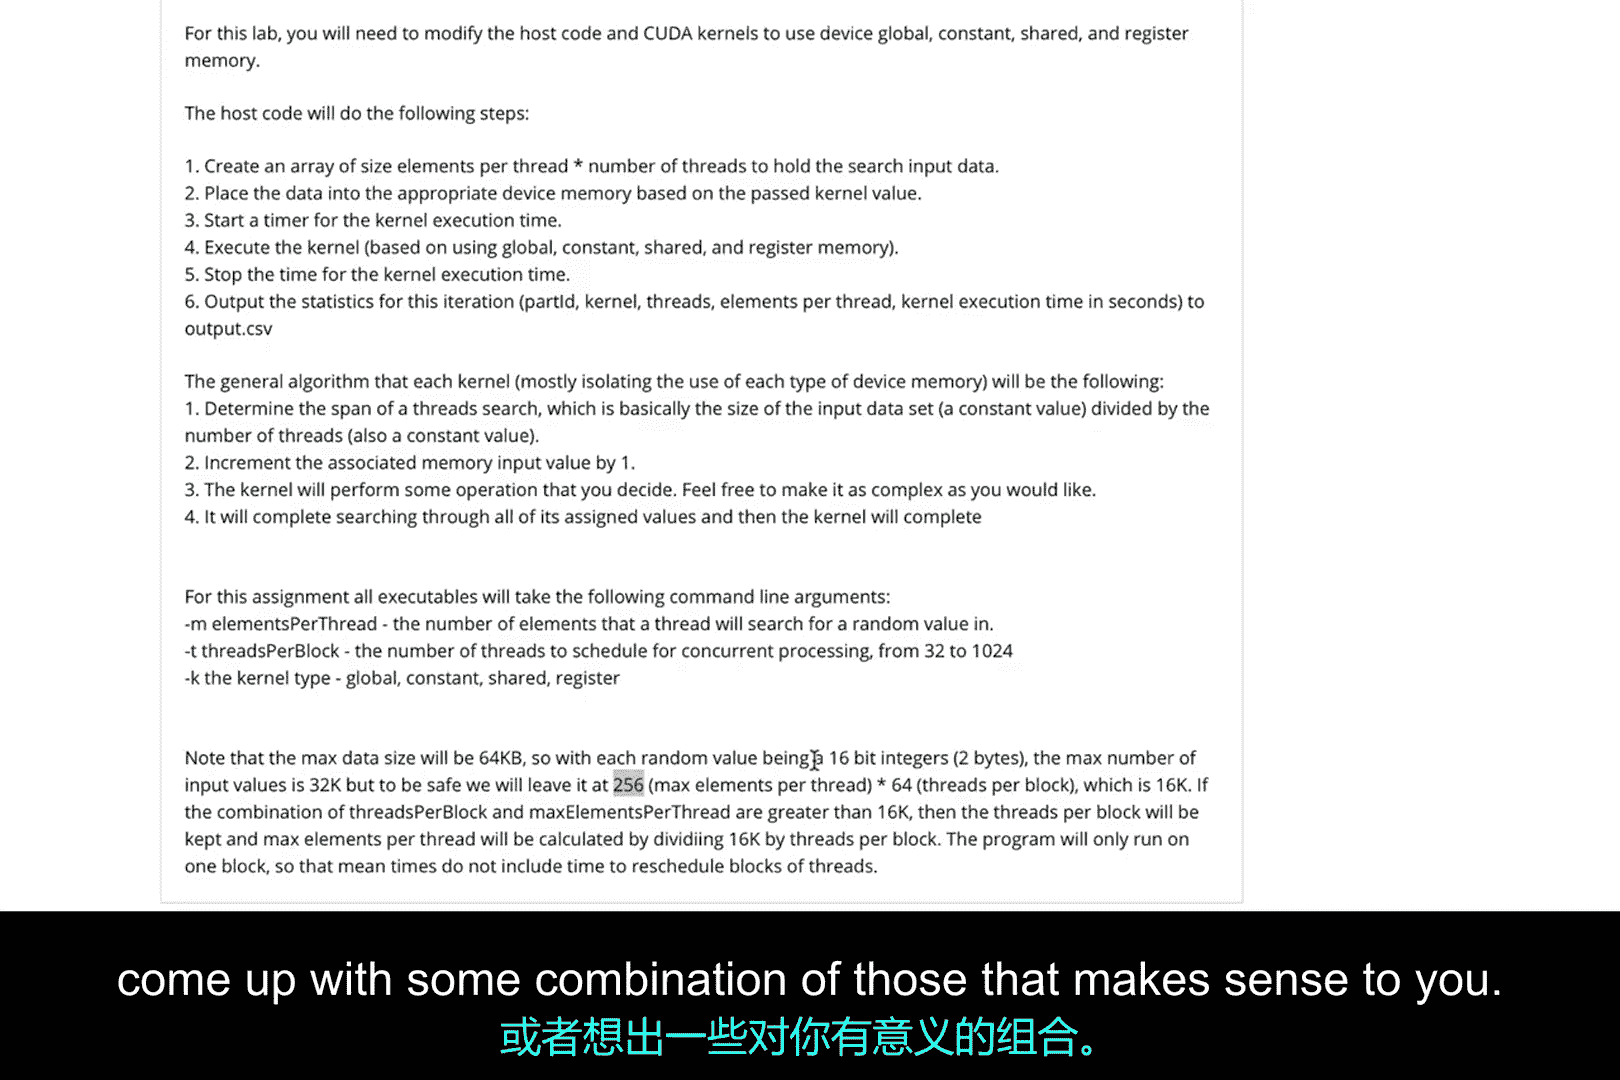 For this lab, you will need to modify the host code and CUDA kernels to use device global, constant, shared, and register
memory.
The host code will do the following steps:
1. Create an array of size elements per thread * number of threads to hold the search input data.
2. Place the data into the appropriate device memory based on the passed kernel value.
3. Start a timer for the kernel execution time.
4. Execute the kernel (based on using global, constant, shared, and register memory).
5. Stop the time for the kernel execution time.
6. Output the statistics for this iteration (partId, kernel, threads, elements per thread, kernel execution time in seconds) to
output.csv
The general algorithm that each kernel (mostly isolating the use of each type of device memory) will be the following:
1. Determine the span of a threads search, which is basically the size of the input data set (a constant value) divided by the
number of threads (also a constant value).
2. Increment the associated memory input value by 1.
3. The kernel will perform some operation that you decide. Feel free to make it as complex as you would like.
4. It will complete searching through all of its assigned values and then the kernel will complete
For this assignment all executables will take the following command line arguments:
-m elementsPerThread - the number of elements that a thread will search for a random value in.
-t threadsPerBlock - the number of threads to schedule for concurrent processing, from 32 to 1024
-k the kernel type - global, constant, shared, register
Note that the max data size will be 64KB, so with each random value being a 16 bit integers (2 bytes), the max number of
input values is 32K but to be safe we will leave it at 256 (max elements per thread) * 64 (threads per block), which is 16K. If
the combination of threadsPerBlock and maxElementsPerThread are greater than 16K, then the threads per block will be
kept and max elements per thread will be calculated by dividiing 16K by threads per block. The program will only run on
one block, so that mean times do not include time to reschedule blocks of threads.
come up with some combination of those that makes sense to you.
或者想出一些对你有意义的组合。